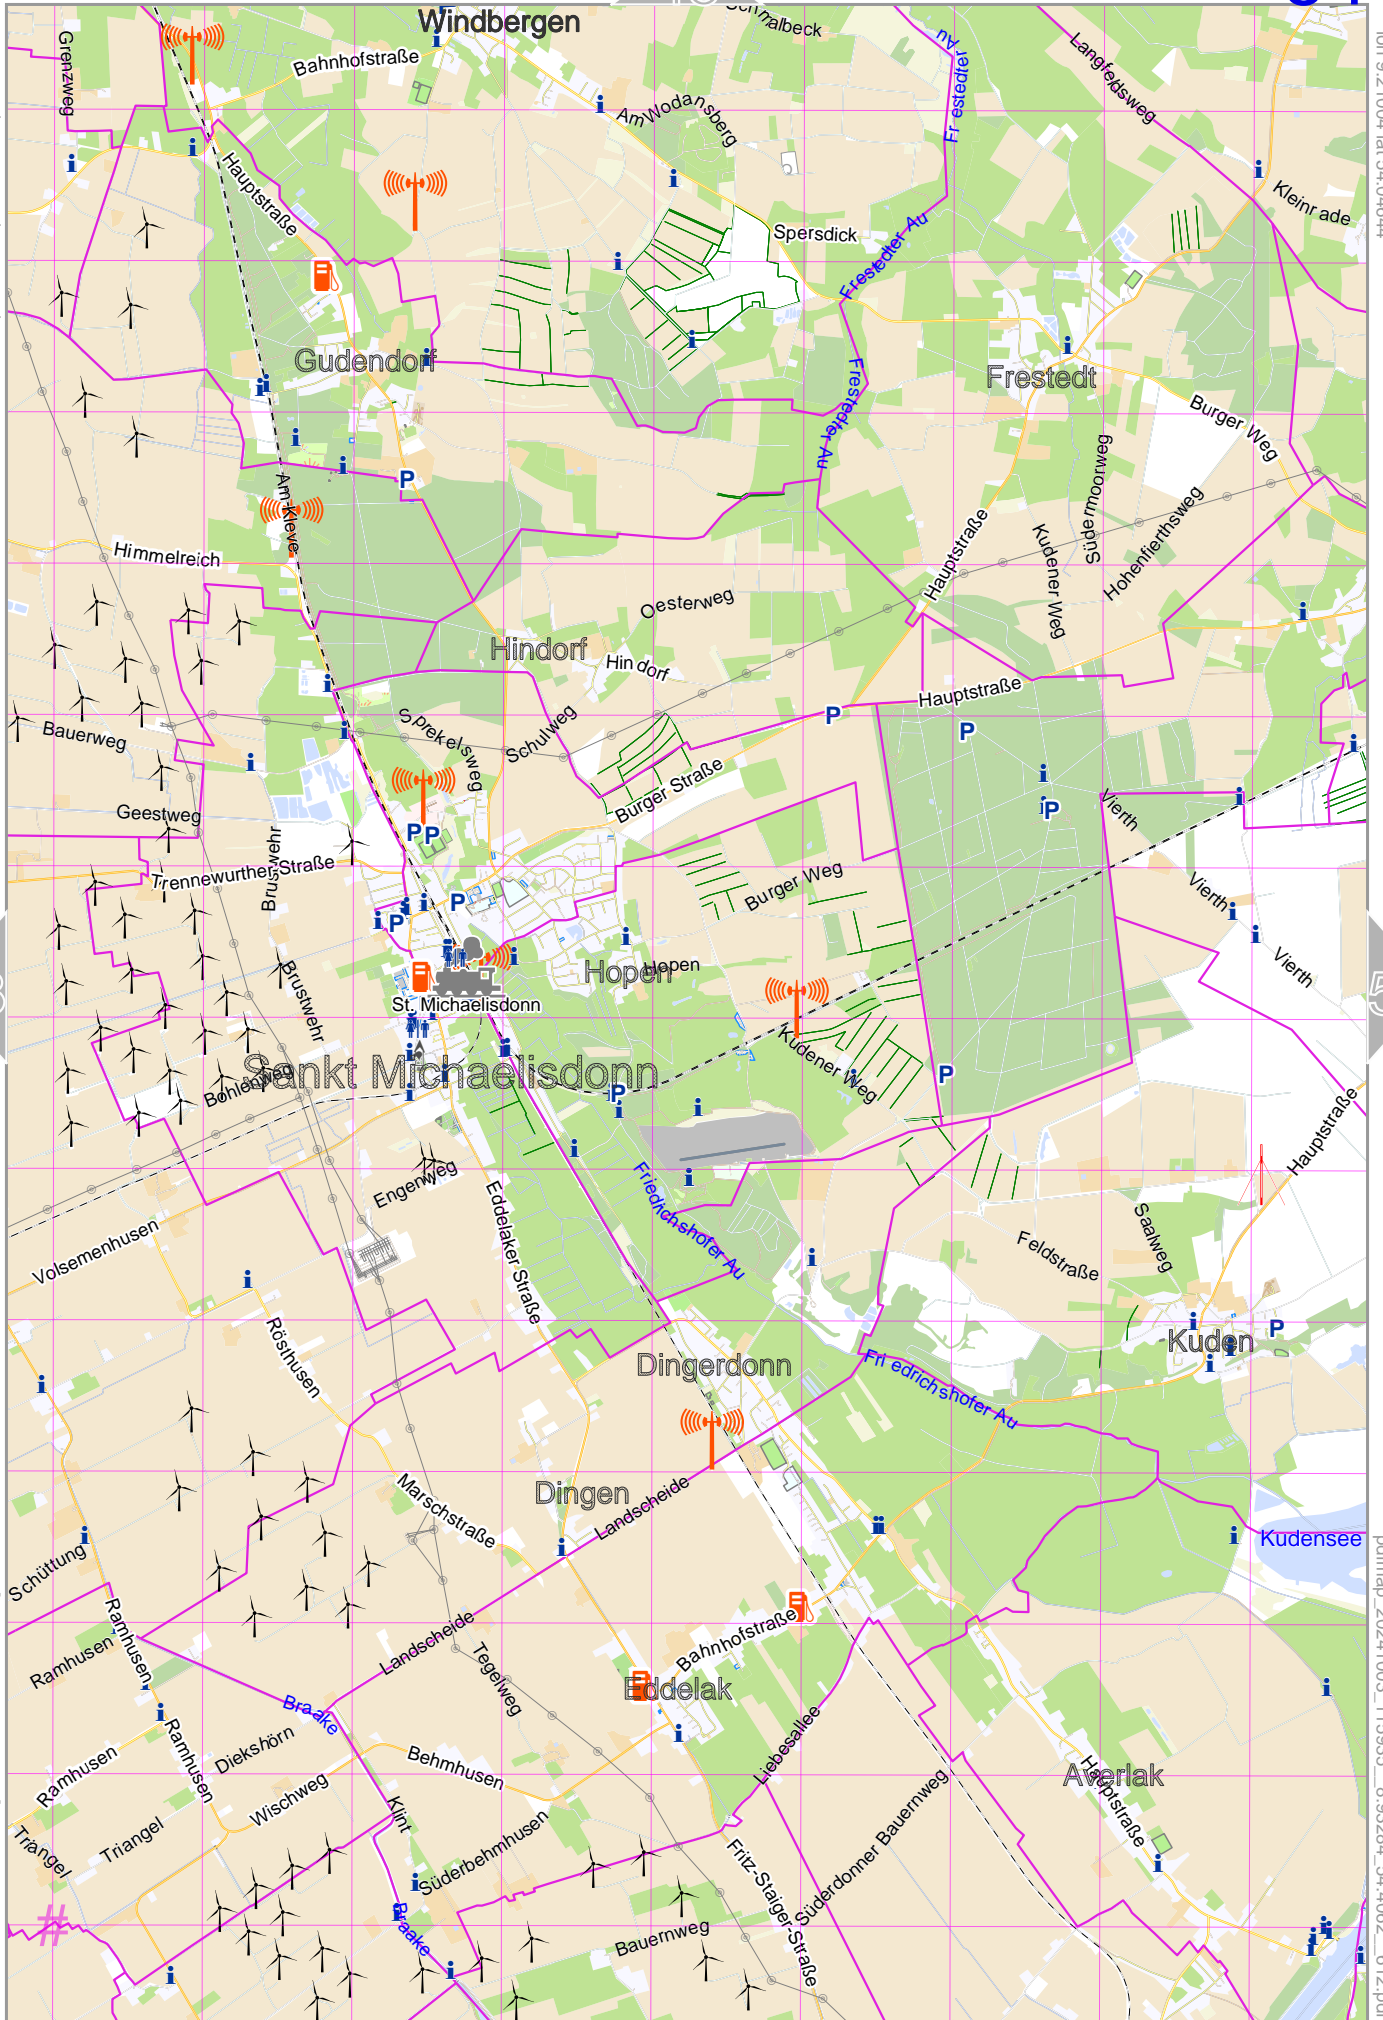 Windbergen
Grenzweg
Bahnhofstraße
Schmalbeck
Am Wodansberg
Frestedter Au
Langfeldsweg
Hauptstraße
Kleinrade
Spersdick
Frestedter Au
Gudendorf
Frestedter Au
Frestedt
Burger Weg
Am Kleve
P
Himmelreich
Hauptstraße
Kudener Weg
Südermoorweg
Hohenfierthsweg
Oesterweg
Hindorf
Hindorf
Hauptstraße
Bauerweg
Sprekelsweg
Schulweg
P
P
Burger Straße
Geestweg
P P
P
Vierth
Trennewurther Straße
Brustwehr
Burger Weg
Vierth
P
P
Hopen
Hopen
Vierth
Brustwehr
St. Michaelisdonn
Kudener Weg
P
Sankt Michaelisdonn
Bohlenweg
P
Hauptstraße
Engenweg
Eddelaker Straße
Friedrichshofer Au
Volsemenhusen
Feldstraße
Saalweg
Rösthusen
Dingerdonn
Kuden
P
Friedrichshofer Au
Marschstraße
Dingen
Landscheide
Kudensee
Schüttung
Ramhusen
Ramhusen
Landscheide
Tegelweg
Bahnhofstraße
Eddelak
Braake
Ramhusen
Diekshörn
Ramhusen
Wischweg
Behmhusen
Liebesallee
Averlak
Hauptstraße
Klint
Triangel
Triangel
Süderbehmhusen
Fritz-Staiger-Straße
Süderdonner Bauernweg
Braake
Bauernweg
#